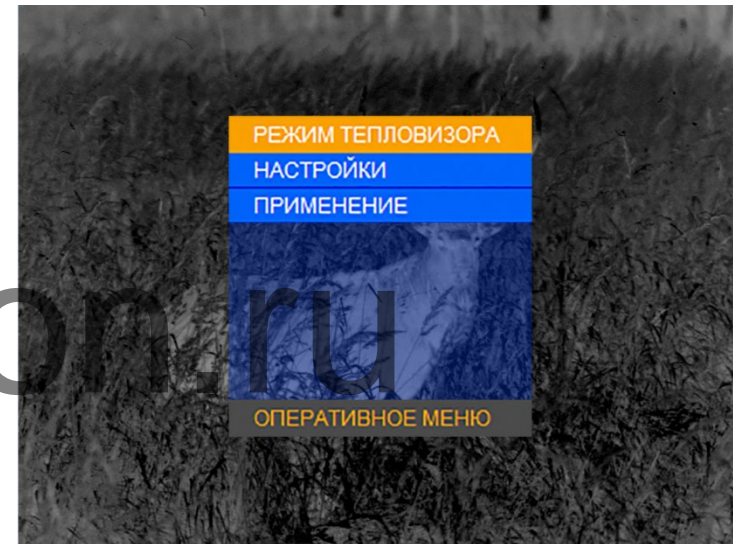 РЕЖИМ ТЕПЛОВИЗОРА
НАСТРОЙКИ
ПРИМЕНЕНИЕ
on.ru
ОПЕРАТИВНОЕ МЕНЮ